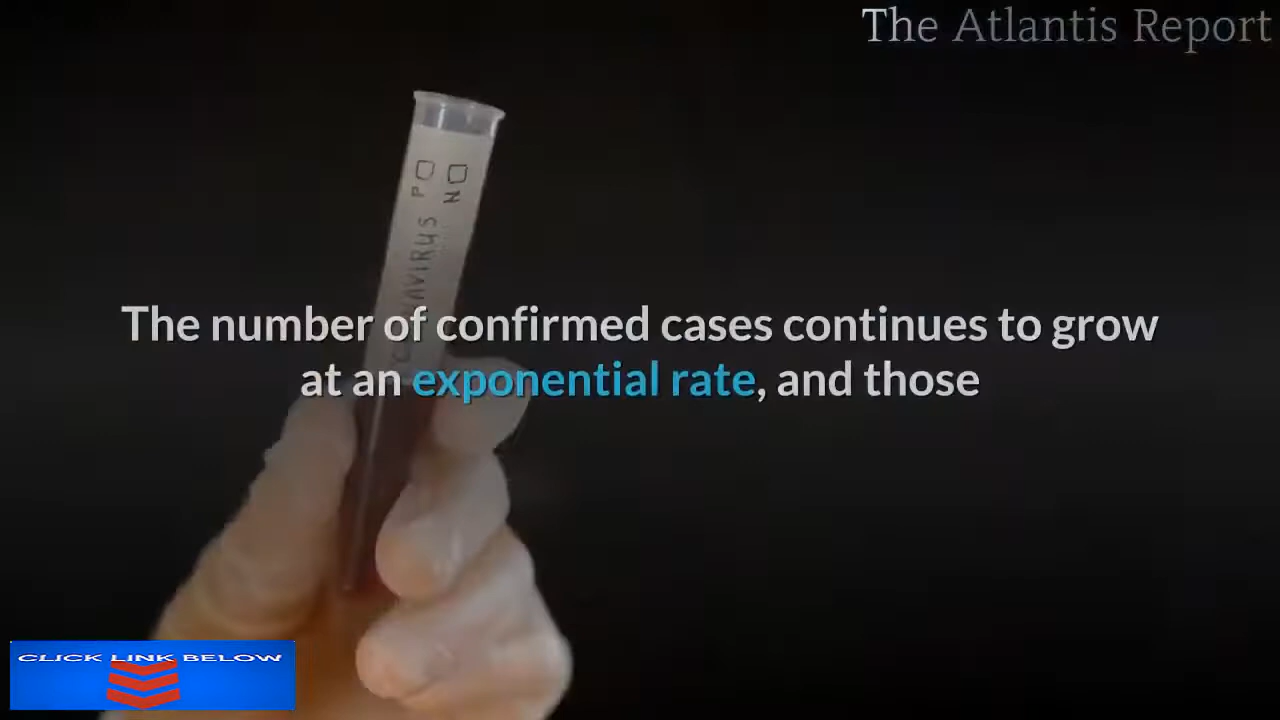 The Atlantis Report
P
N
CORNAVIRUS
The number of confirmed cases continues to grow
at an exponential rate, and those
CLICK LINK BELOW